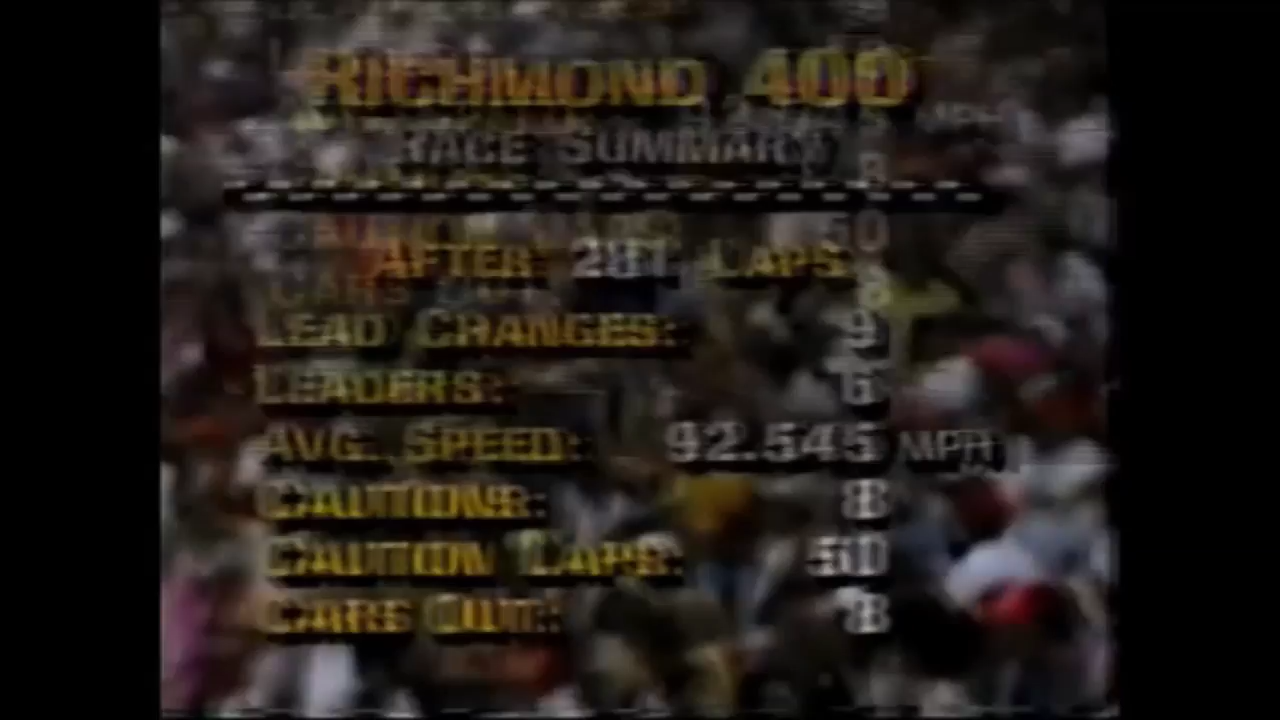 RICHMOND 400
RACE SUMMARY
AFTER 281 LAPS
LEAD CHANGES: 9
LEADERS: 6
AVG. SPEED: 92.545 MPH
CAUTIONS: 8
CAUTION LAPS: 50
CARS OUT: 8